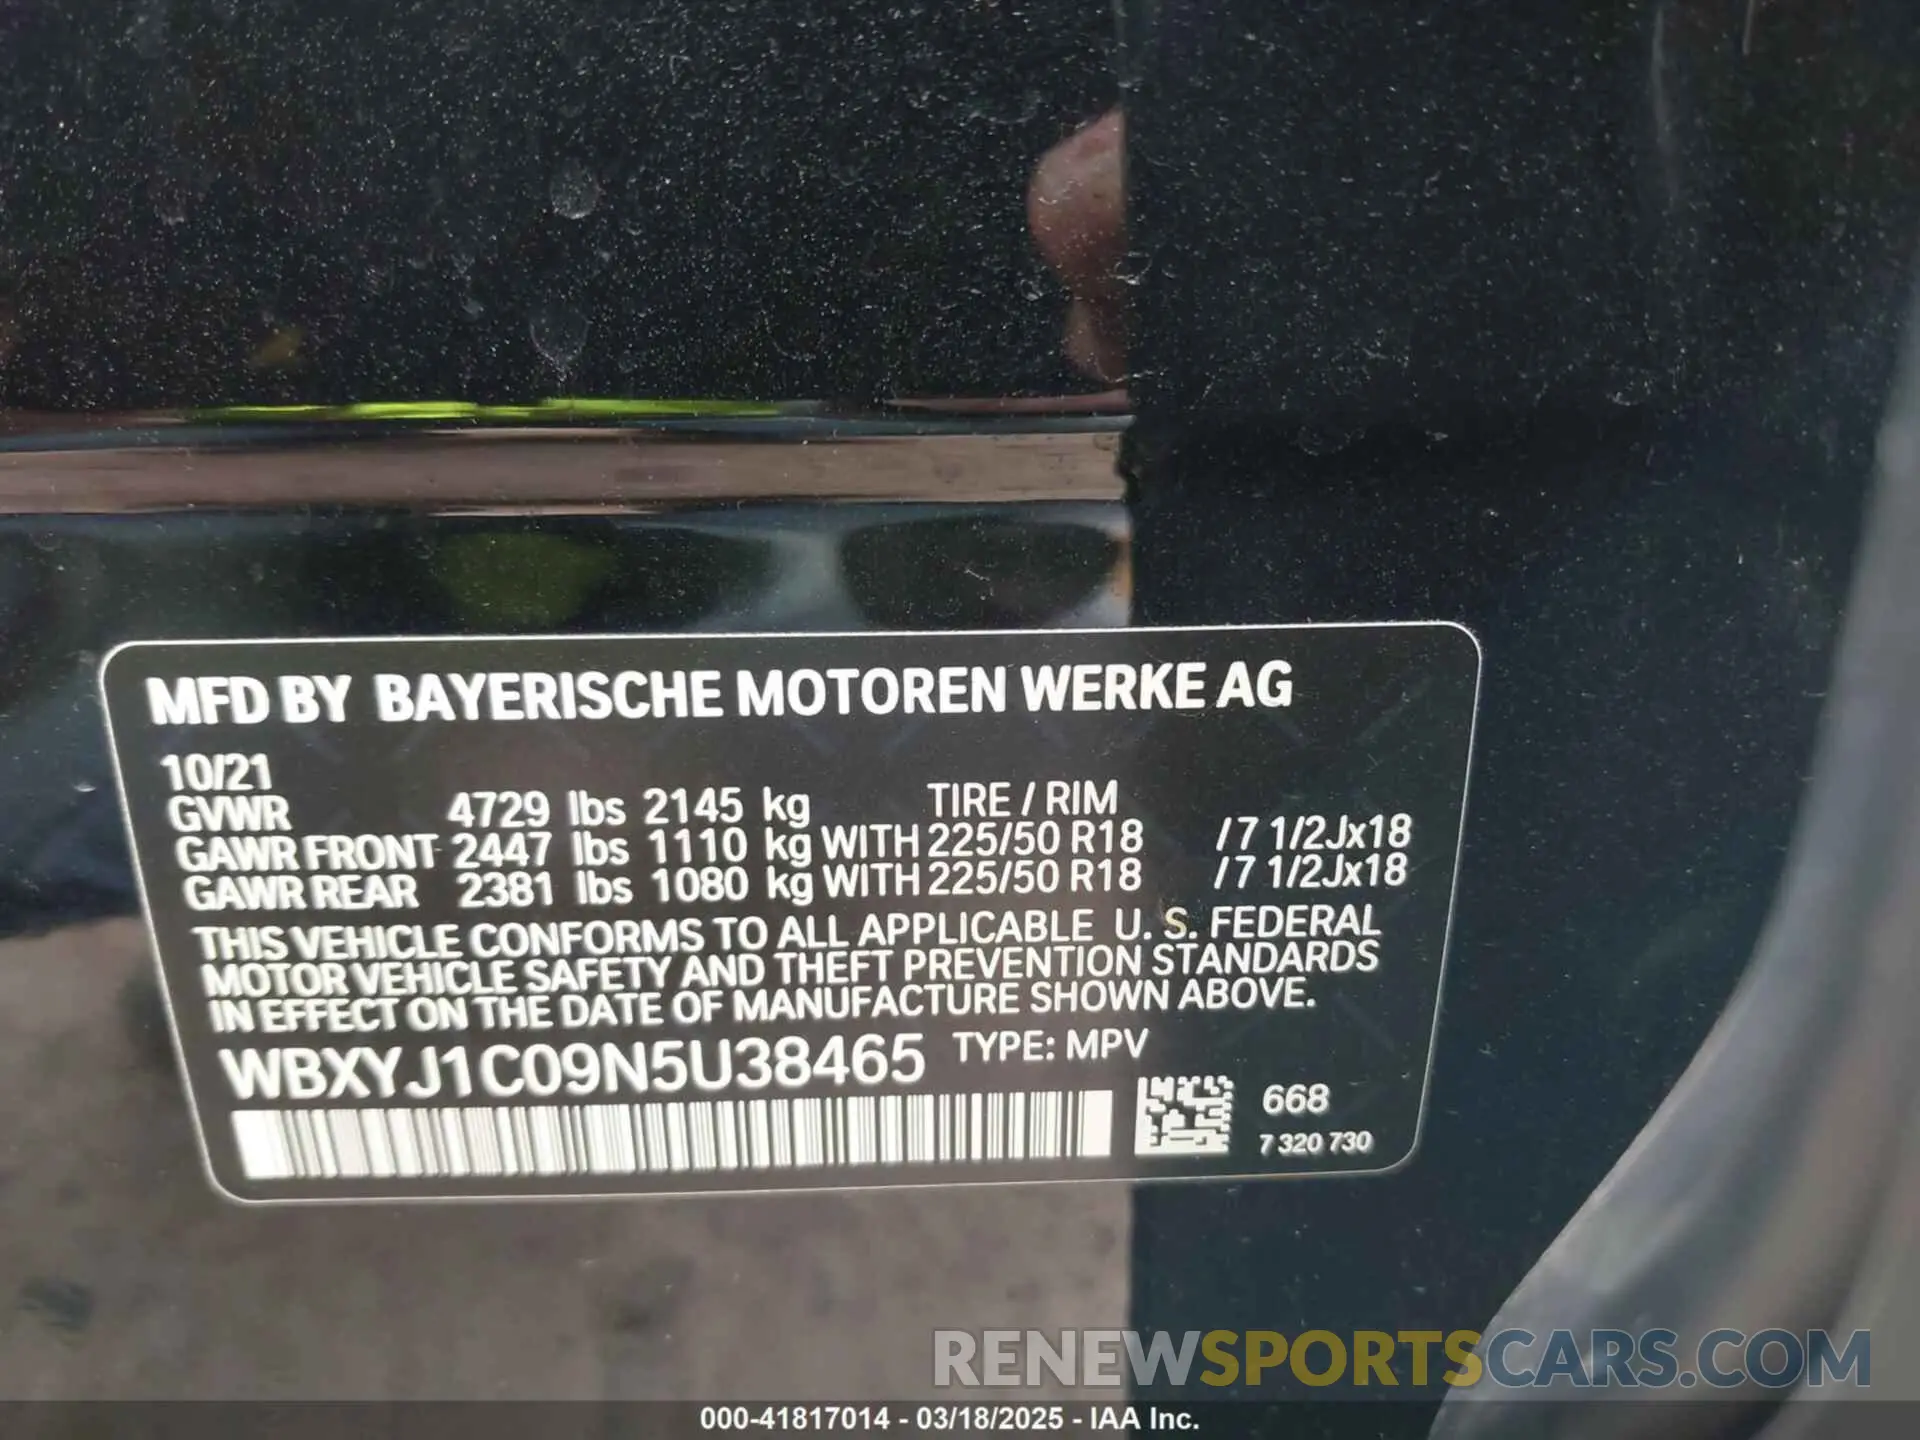 MFD BY BAYERISCHE MOTOREN WERKE AG
10/21
GVWR 4729 lbs 2145 kg TIRE / RIM
GAWR FRONT 2447 lbs 1110 kg WITH 225/50 R18 / 7 1/2Jx18
GAWR REAR 2381 lbs 1080 kg WITH 225/50 R18 / 7 1/2Jx18
THIS VEHICLE CONFORMS TO ALL APPLICABLE U. S. FEDERAL
MOTOR VEHICLE SAFETY AND THEFT PREVENTION STANDARDS
IN EFFECT ON THE DATE OF MANUFACTURE SHOWN ABOVE.
WBXYJ1C09N5U38465 TYPE: MPV
668
7 320 730
RENEWSPORTSCARS.COM
000-41817014 - 03/18/2025 - IAA Inc.